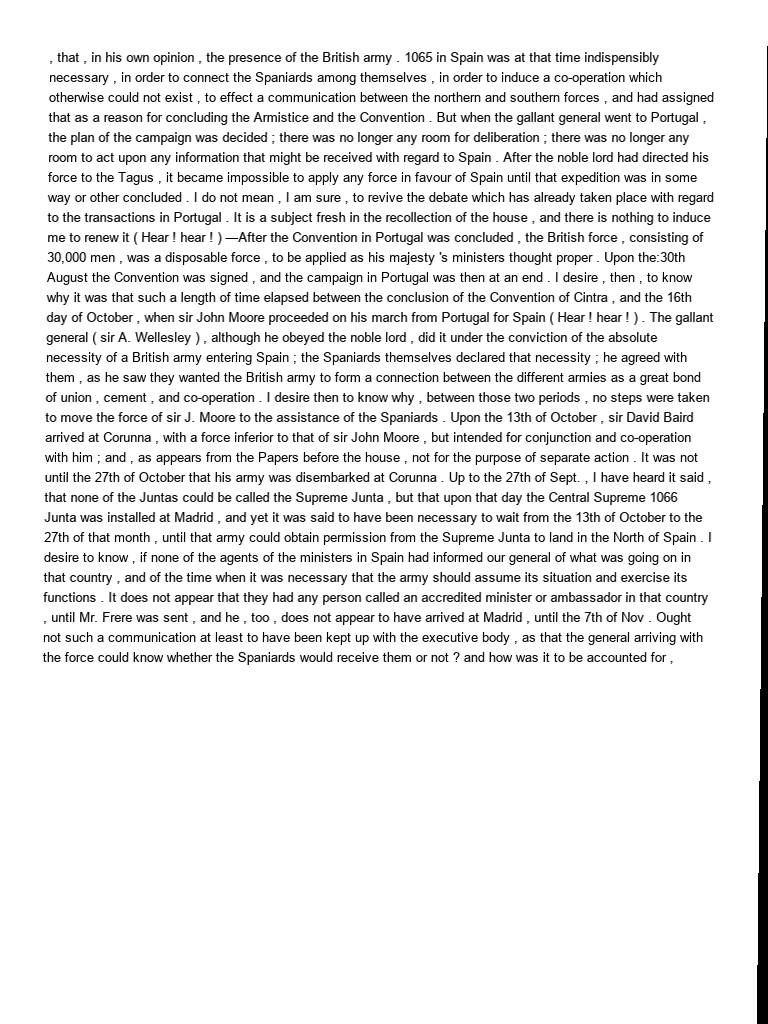 , that , in his own opinion , the presence of the British army . 1065 in Spain was at that time indispensibly
necessary , in order to connect the Spaniards among themselves , in order to induce a co-operation which
otherwise could not exist , to effect a communication between the northern and southern forces , and had assigned
that as a reason for concluding the Armistice and the Convention . But when the gallant general went to Portugal ,
the plan of the campaign was decided ; there was no longer any room for deliberation ; there was no longer any
room to act upon any information that might be received with regard to Spain . After the noble lord had directed his
force to the Tagus , it became impossible to apply any force in favour of Spain until that expedition was in some
way or other concluded . I do not mean , I am sure , to revive the debate which has already taken place with regard
to the transactions in Portugal . It is a subject fresh in the recollection of the house , and there is nothing to induce
me to renew it ( Hear ! hear ! ) —After the Convention in Portugal was concluded , the British force , consisting of
30,000 men , was a disposable force , to be applied as his majesty 's ministers thought proper . Upon the:30th
August the Convention was signed , and the campaign in Portugal was then at an end . I desire , then , to know
why it was that such a length of time elapsed between the conclusion of the Convention of Cintra , and the 16th
day of October , when sir John Moore proceeded on his march from Portugal for Spain ( Hear ! hear ! ) . The gallant
general ( sir A. Wellesley ) , although he obeyed the noble lord , did it under the conviction of the absolute
necessity of a British army entering Spain ; the Spaniards themselves declared that necessity ; he agreed with
them , as he saw they wanted the British army to form a connection between the different armies as a great bond
of union , cement , and co-operation . I desire then to know why , between those two periods , no steps were taken
to move the force of sir J. Moore to the assistance of the Spaniards . Upon the 13th of October , sir David Baird
arrived at Corunna , with a force inferior to that of sir John Moore , but intended for conjunction and co-operation
with him ; and , as appears from the Papers before the house , not for the purpose of separate action . It was not
until the 27th of October that his army was disembarked at Corunna . Up to the 27th of Sept. , I have heard it said ,
that none of the Juntas could be called the Supreme Junta , but that upon that day the Central Supreme 1066
Junta was installed at Madrid , and yet it was said to have been necessary to wait from the 13th of October to the
27th of that month , until that army could obtain permission from the Supreme Junta to land in the North of Spain . I
desire to know , if none of the agents of the ministers in Spain had informed our general of what was going on in
that country , and of the time when it was necessary that the army should assume its situation and exercise its
functions . It does not appear that they had any person called an accredited minister or ambassador in that country
, until Mr. Frere was sent , and he , too , does not appear to have arrived at Madrid , until the 7th of Nov . Ought
not such a communication at least to have been kept up with the executive body , as that the general arriving with
the force could know whether the Spaniards would receive them or not ? and how was it to be accounted for ,